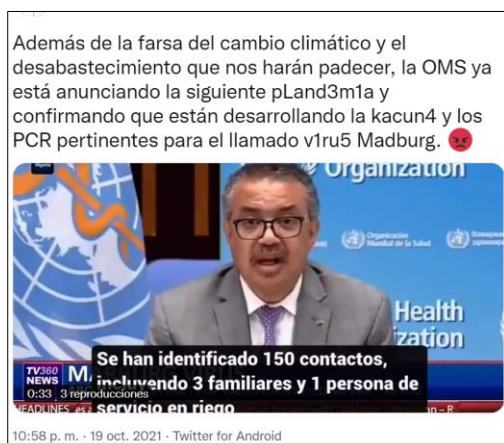 Además de la farsa del cambio climático y el
desabastecimiento que nos harán padecer, la OMS ya
está anunciando la siguiente pLand3m1a y
confirmando que están desarrollando la kacun4 y los
PCR pertinentes para el llamado v1ru5 Madburg. 😡
Organization
Organización
Mundial de la Salud
Health
TV360
NEWS
Se han identificado 150 contactos,
incluyendo 3 familiares y 1 persona de
servicio en riego
0:33 3 reproducciones
HEADLINES
10:58 p. m. · 19 oct. 2021 · Twitter for Android